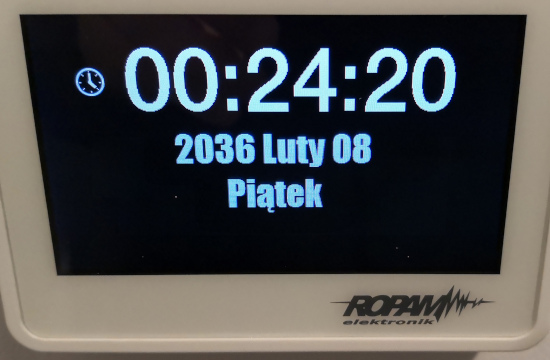 00:24:20
2036 Luty 08
Piątek
ROPAM
elektronik